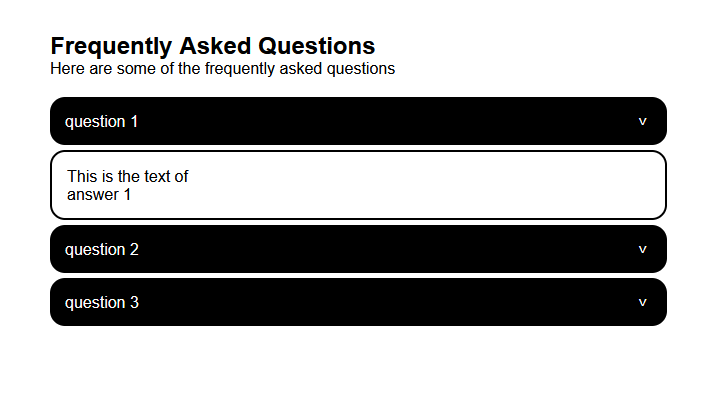 Frequently Asked Questions
Here are some of the frequently asked questions
question 1 v
This is the text of
answer 1
question 2 v
question 3 v